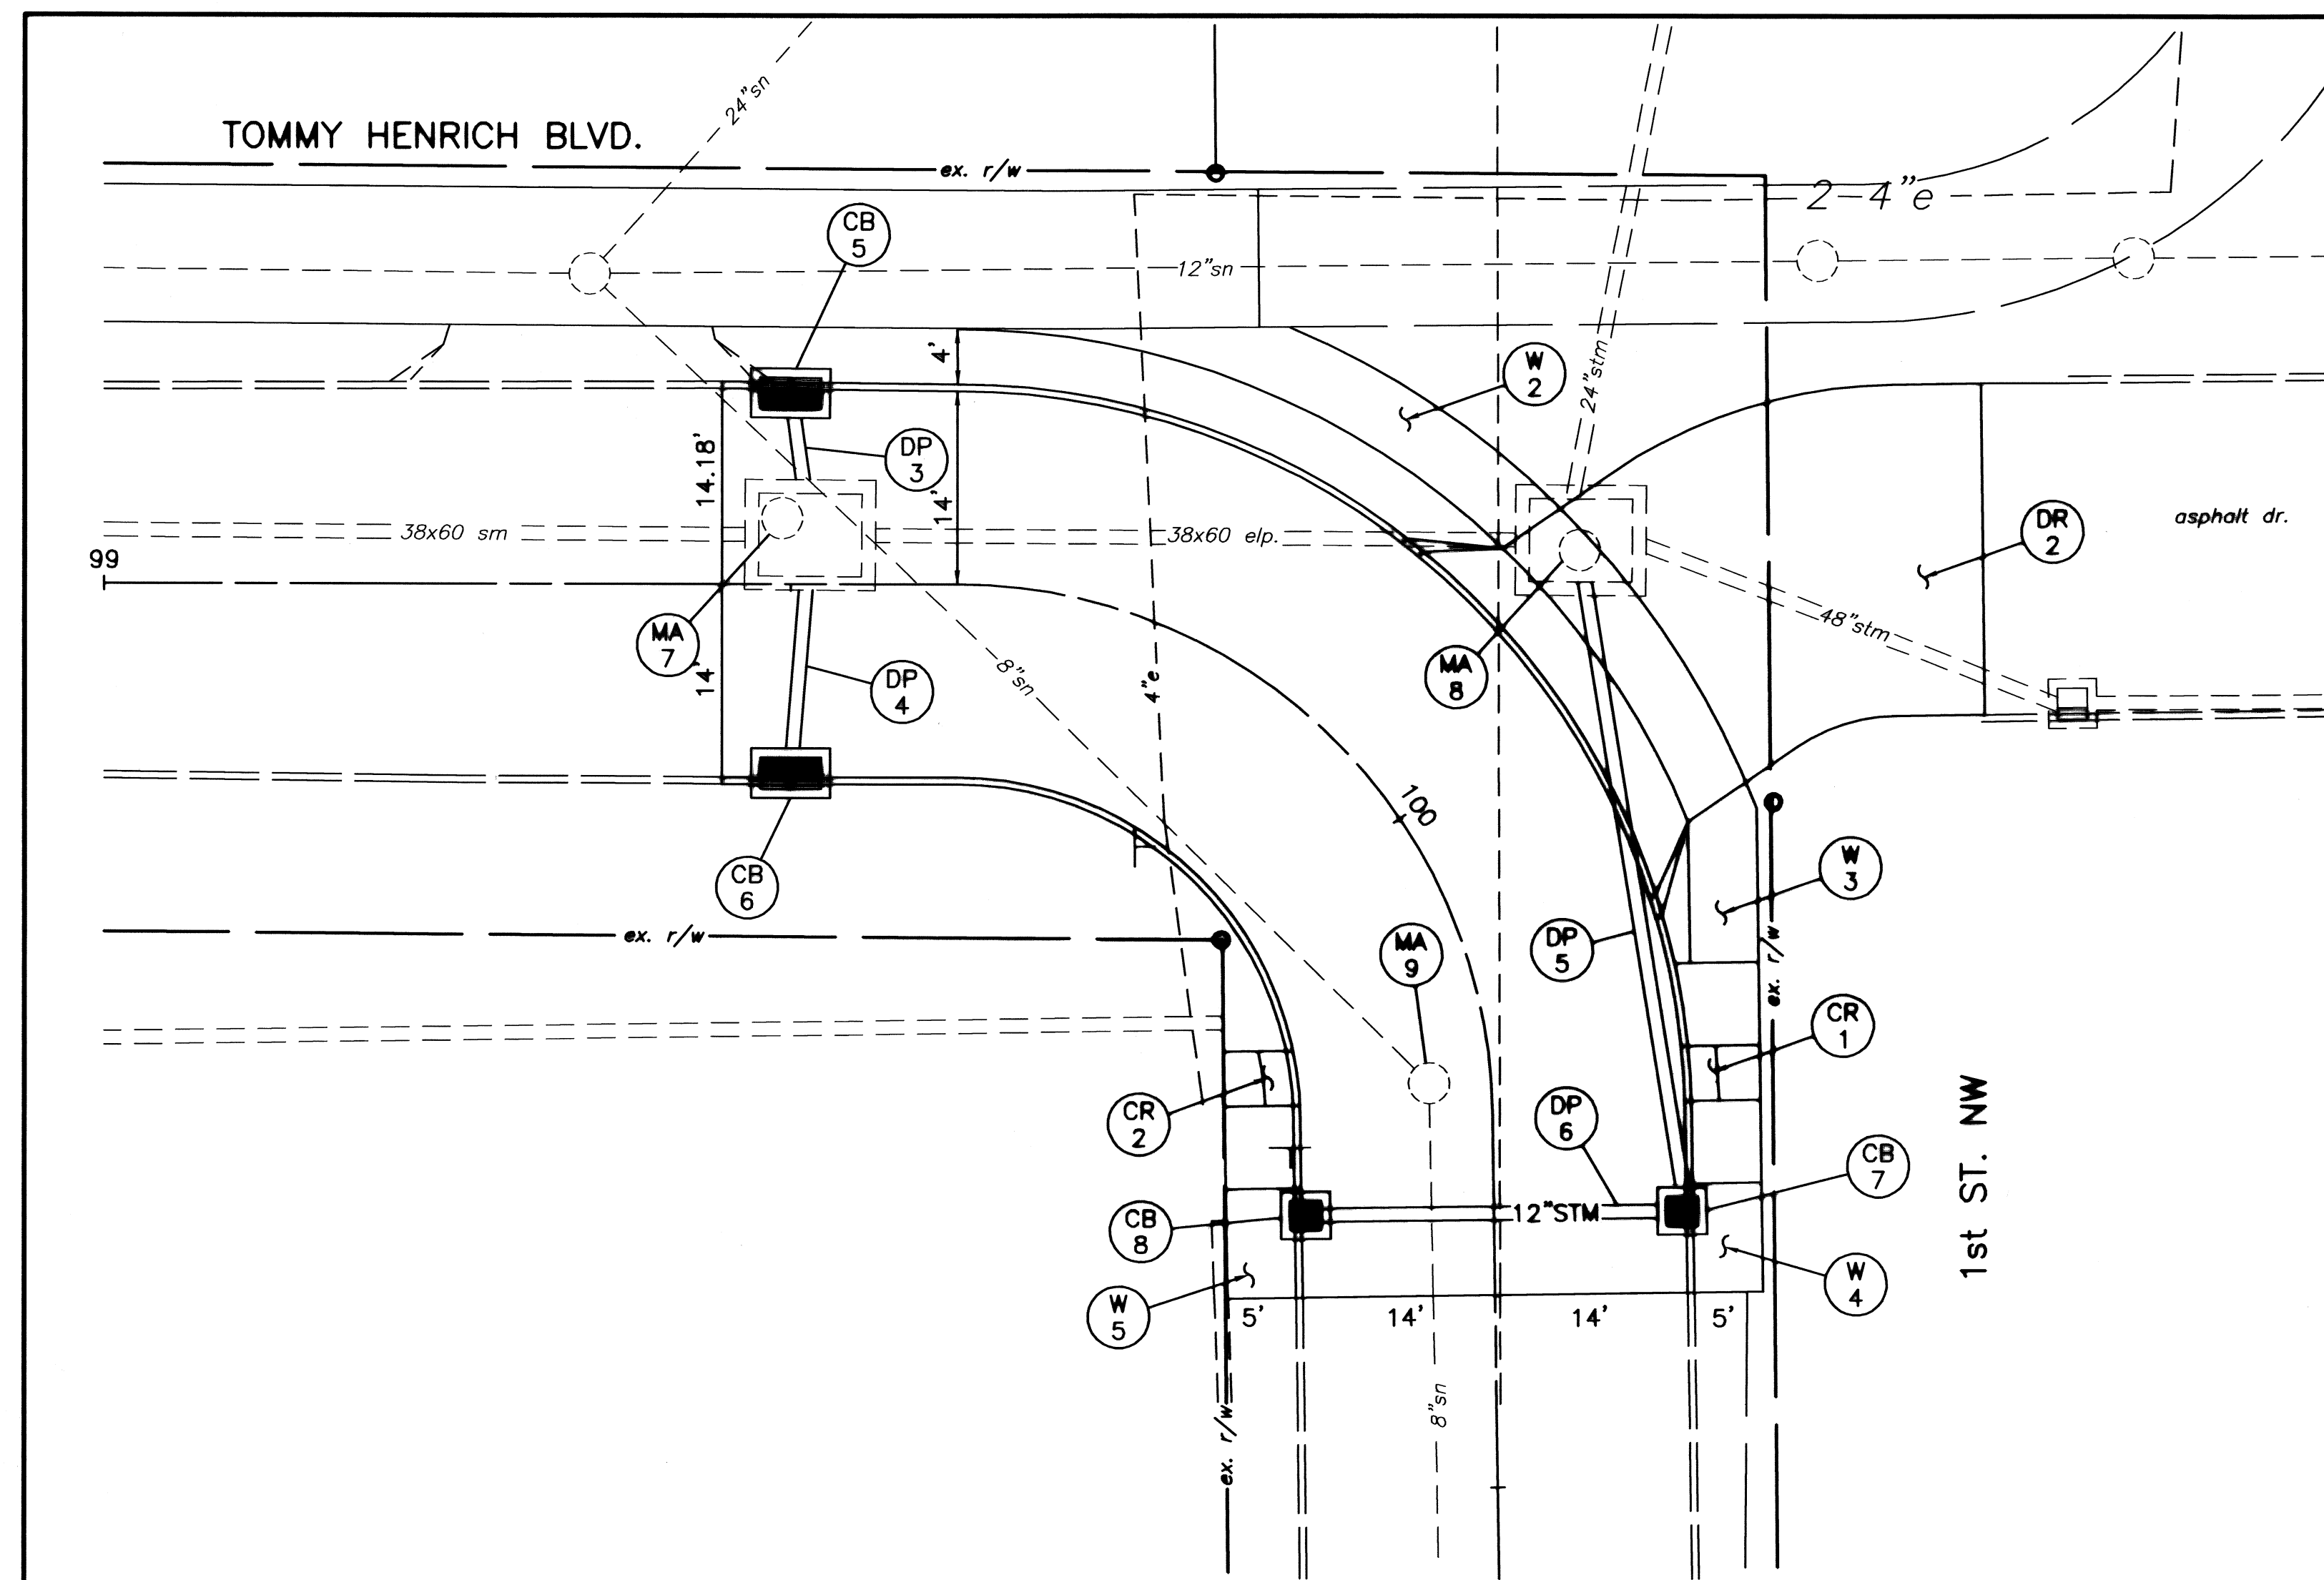 24"sn
TOMMY HENRICH BLVD.
ex. r/w
2-4"e
CB
5
12"sn
4'
W
2
24"stm
DP
3
14.18'
14'
38x60 sm
38x60 elp.
DR
2
asphalt dr.
99
MA
7
14'
DP
4
8"sn
4"e
MA
8
48"stm
100
CB
6
W
3
ex. r/w
MA
9
DP
5
ex. r/w
CR
1
CR
2
DP
6
CB
7
1st ST. NW
CB
8
12"STM
W
5
W
4
5'
14'
14'
5'
8"sn
ex. r/w